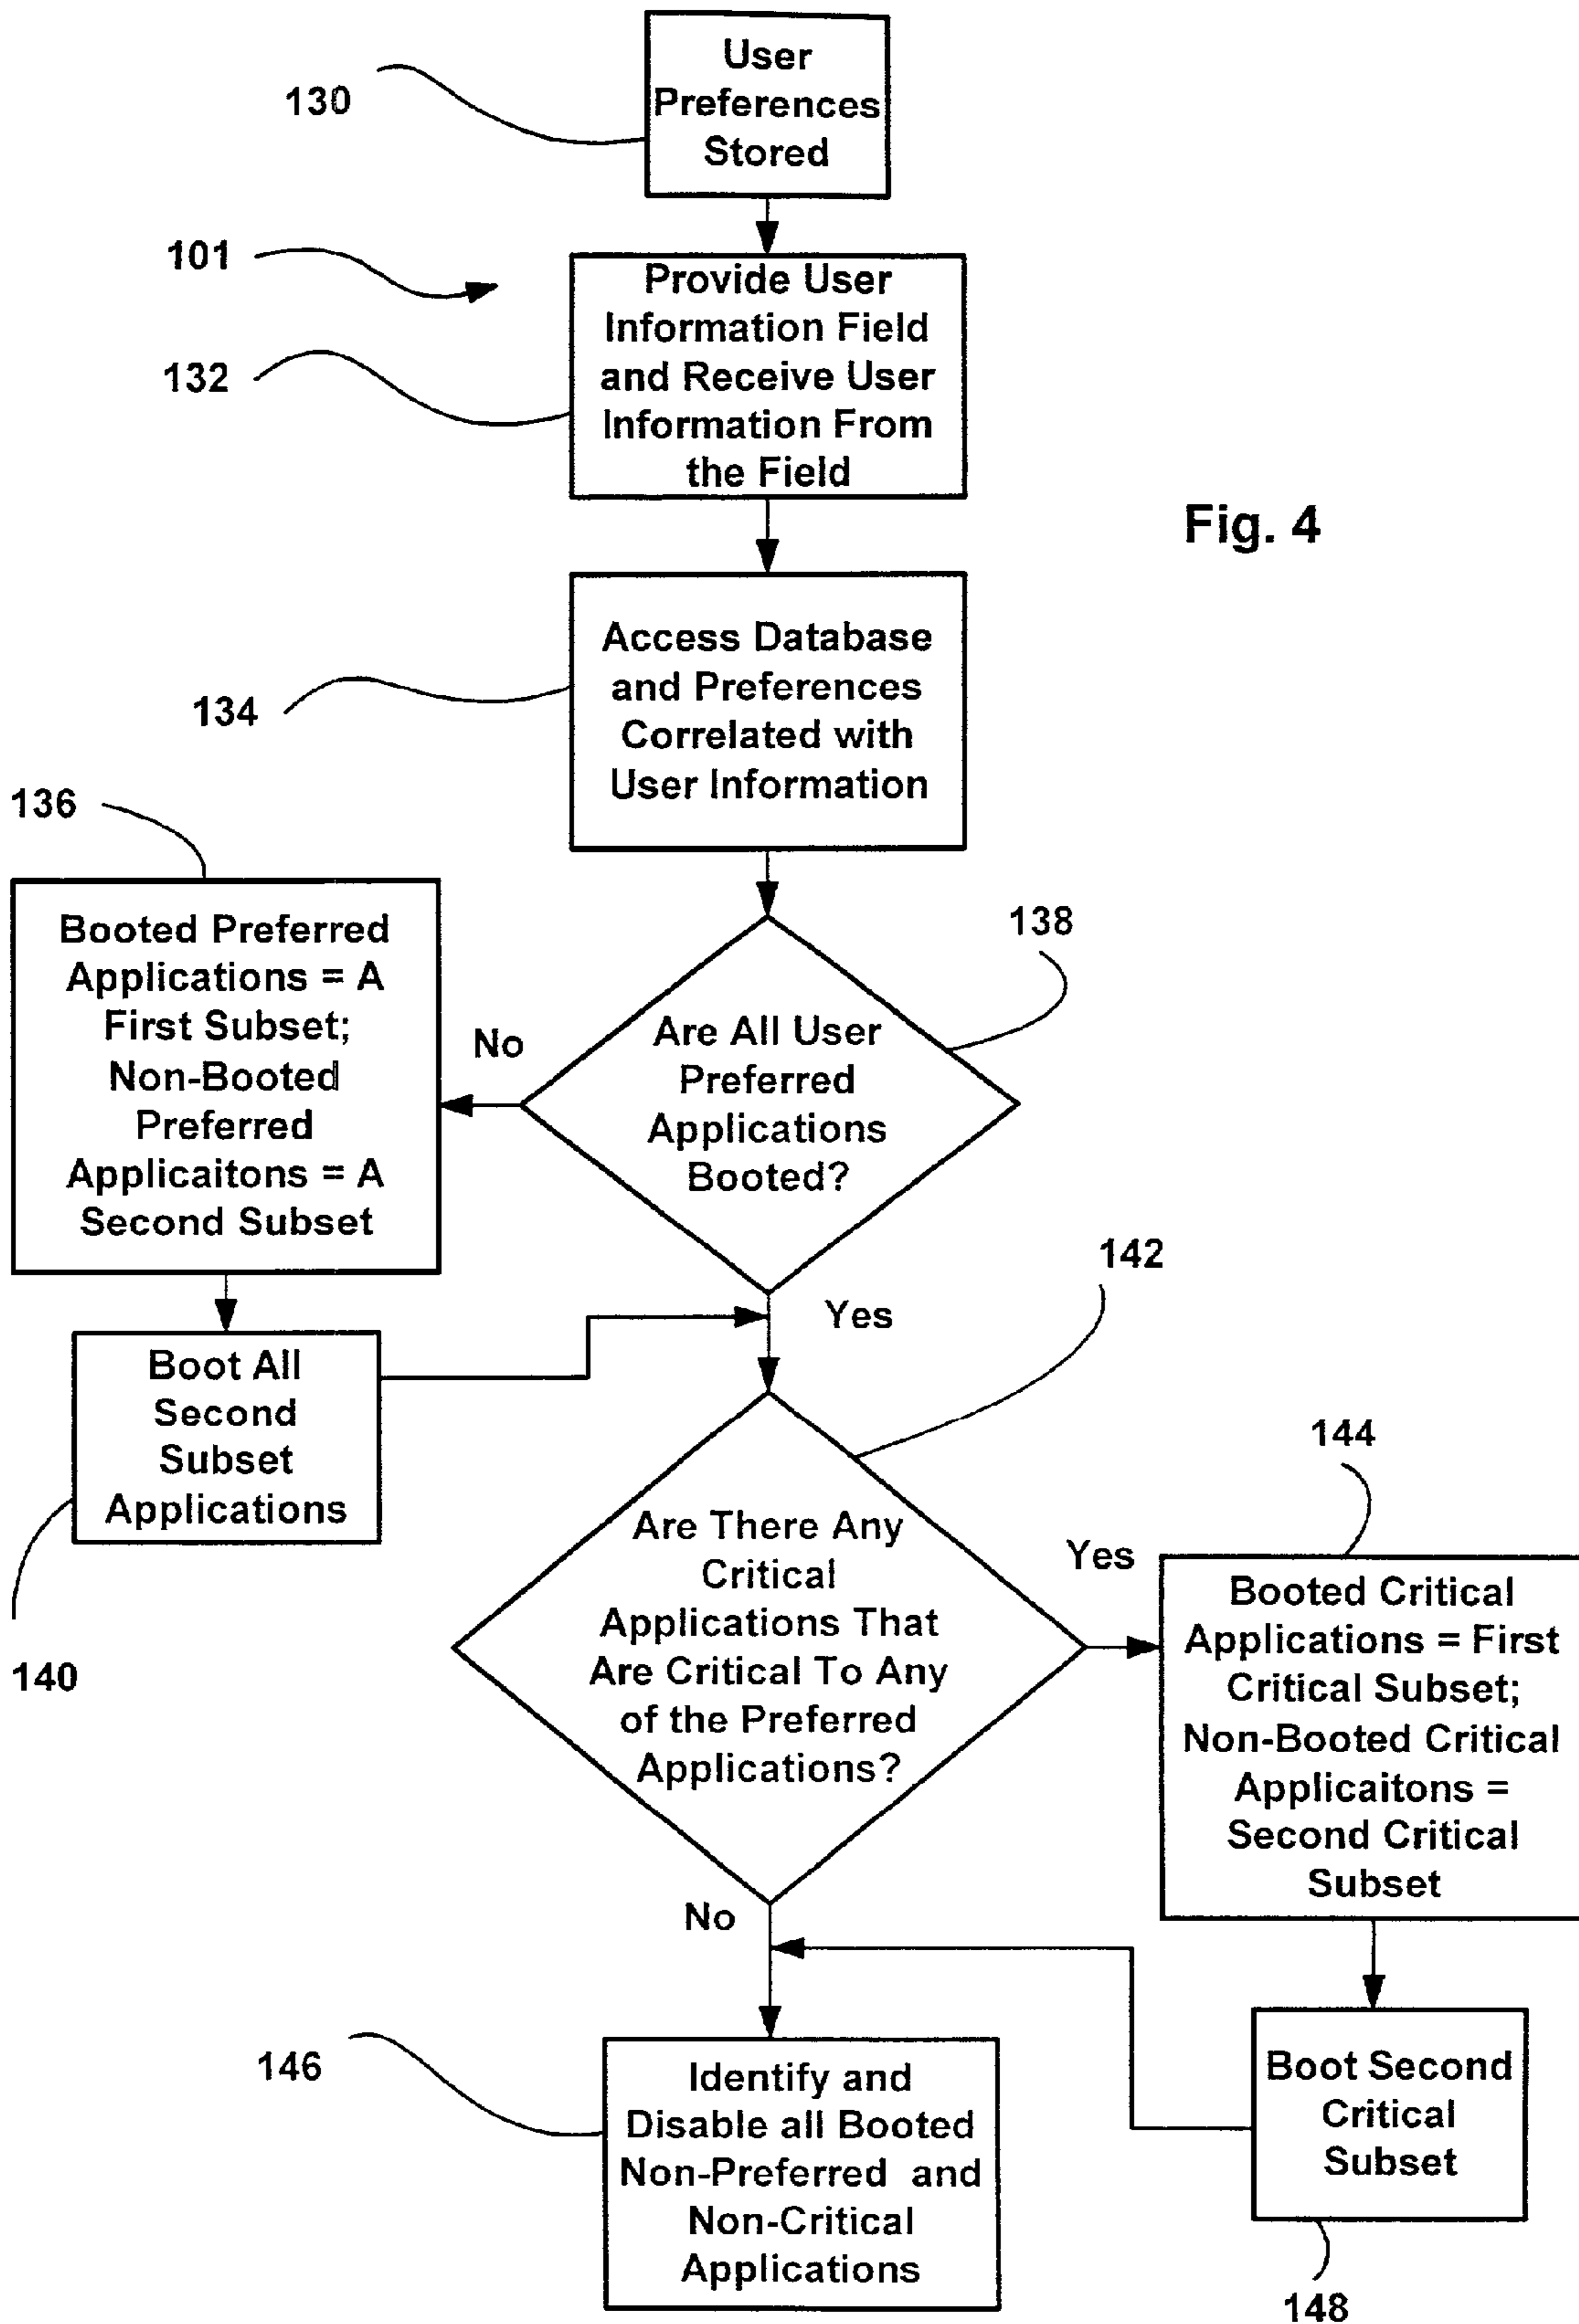 130
User
Preferences
Stored
101
132
Provide User
Information Field
and Receive User
Information From
the Field
Fig. 4
134
Access Database
and Preferences
Correlated with
User Information
136
Booted Preferred
Applications = A
First Subset;
Non-Booted
Preferred
Applicaitons = A
Second Subset
No
138
Are All User
Preferred
Applications
Booted?
Yes
140
Boot All
Second
Subset
Applications
142
Are There Any
Critical
Applications That
Are Critical To Any
of the Preferred
Applications?
Yes
144
Booted Critical
Applications = First
Critical Subset;
Non-Booted Critical
Applicaitons =
Second Critical
Subset
No
146
Identify and
Disable all Booted
Non-Preferred and
Non-Critical
Applications
Boot Second
Critical
Subset
148